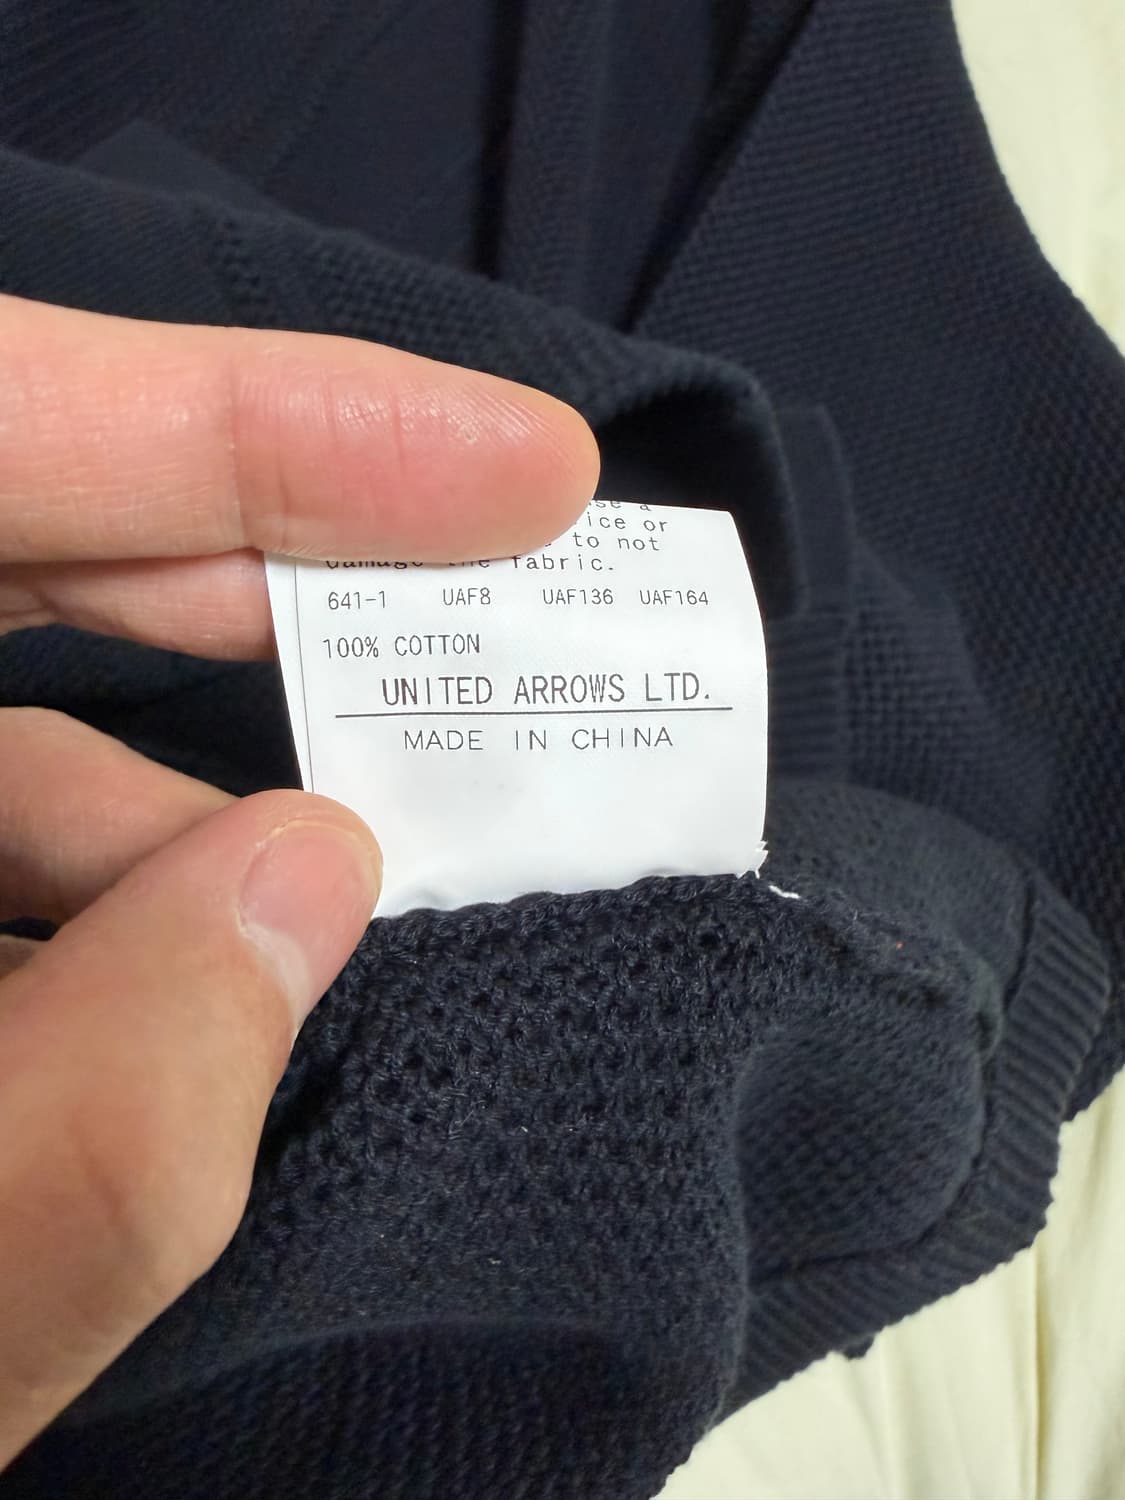 ice or
to not
fabric.
641-1 UAF8 UAF136 UAF164
100% COTTON
UNITED ARROWS LTD.
MADE IN CHINA